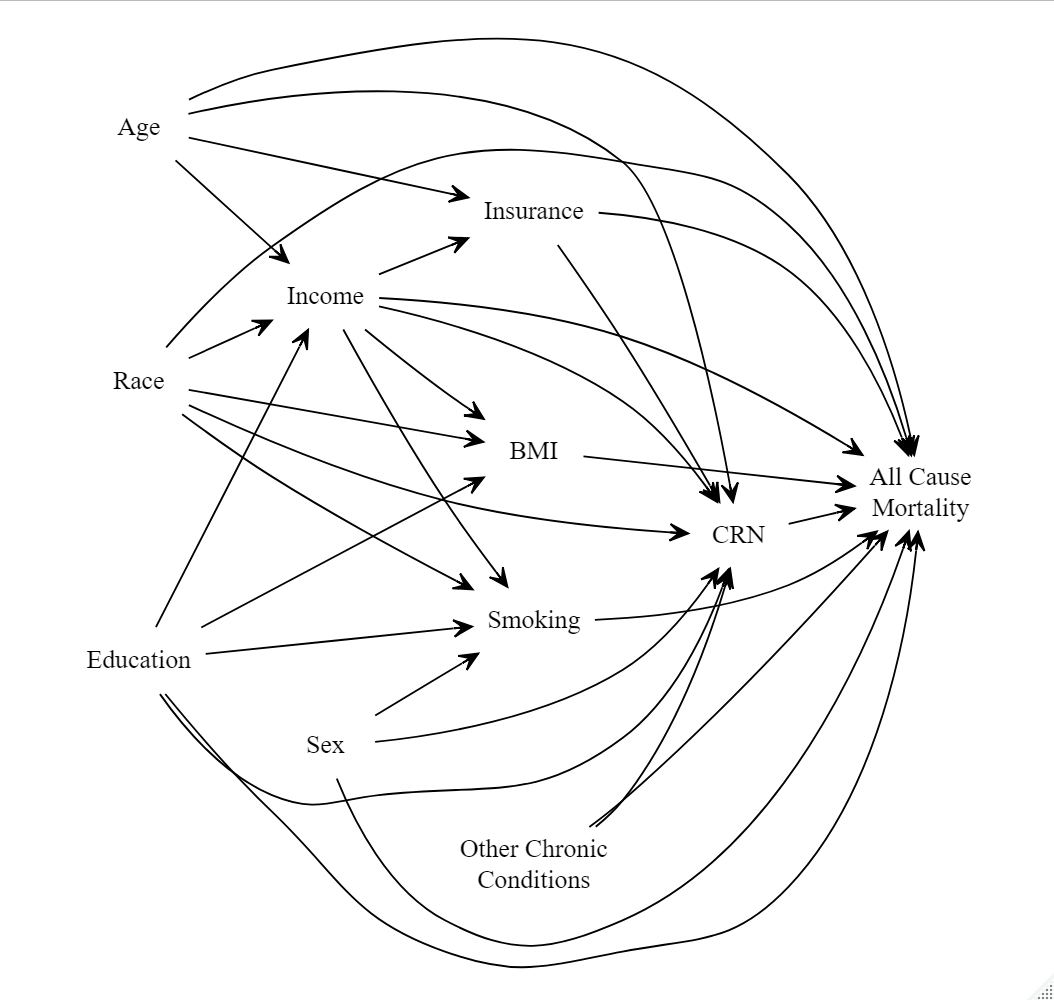 Age
Insurance
Income
Race
BMI
All Cause
Mortality
CRN
Smoking
Education
Sex
Other Chronic
Conditions